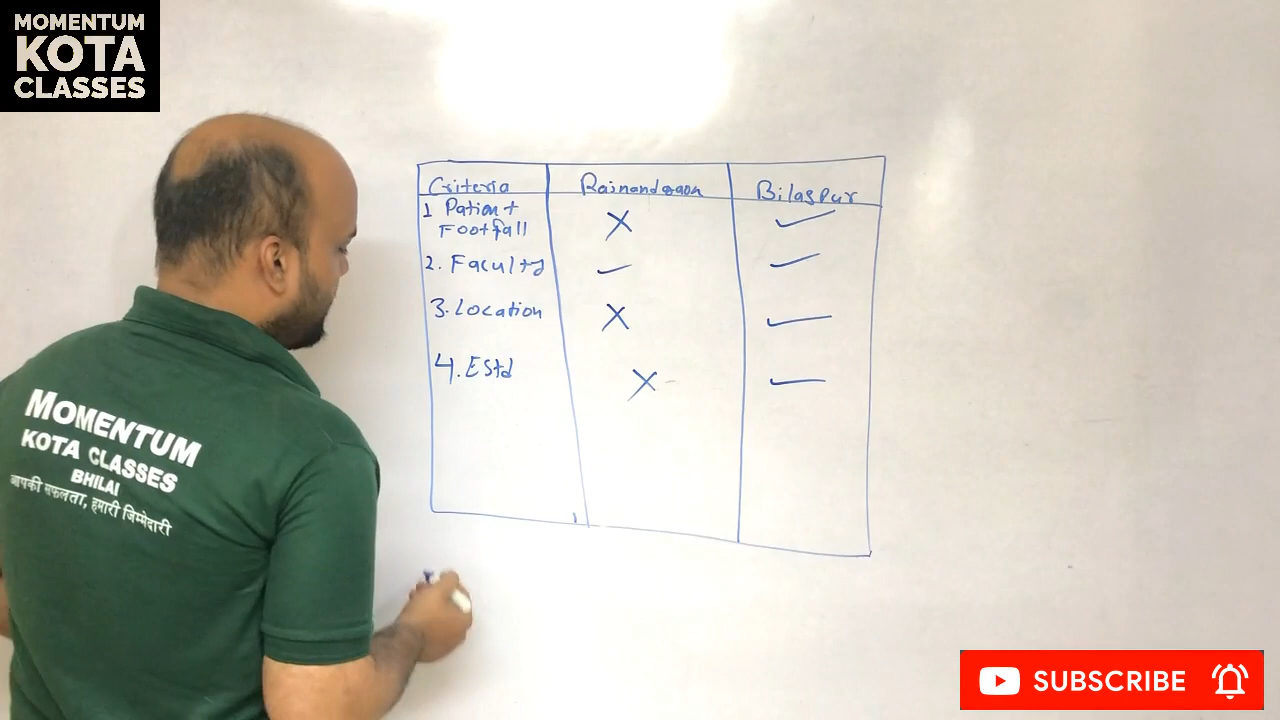 MOMENTUM
KOTA
CLASSES
Criteria Rajnandgaon Bilaspur
1 Patient
Footfall
2. Faculty
3. Location
4. Estd
MOMENTUM
KOTA CLASSES
BHILAI
आपकी सफलता, हमारी जिम्मेदारी
SUBSCRIBE